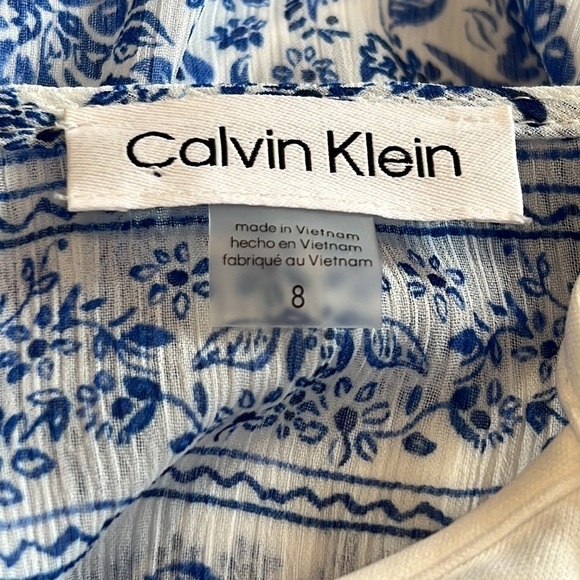 Calvin Klein
made in Vietnam
hecho en Vietnam
fabriqué au Vietnam
8